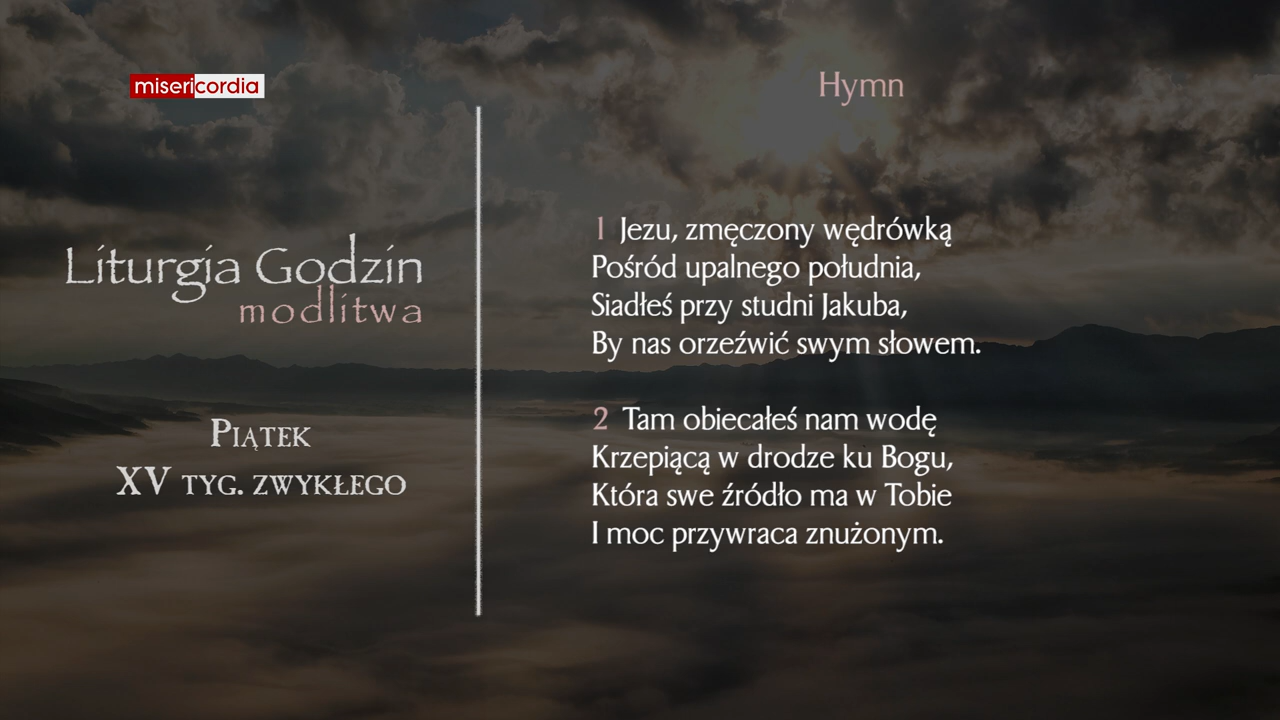 misericordia
Liturgia Godzin
modlitwa
Piątek
XV tyg. zwykłego
Hymn
1 Jezu, zmęczony wędrówką
Pośród upalnego południa,
Siadłeś przy studni Jakuba,
By nas orzeźwić swym słowem.
2 Tam obiecałeś nam wodę
Krzepiącą w drodze ku Bogu,
Która swe źródło ma w Tobie
I moc przywraca znużonym.